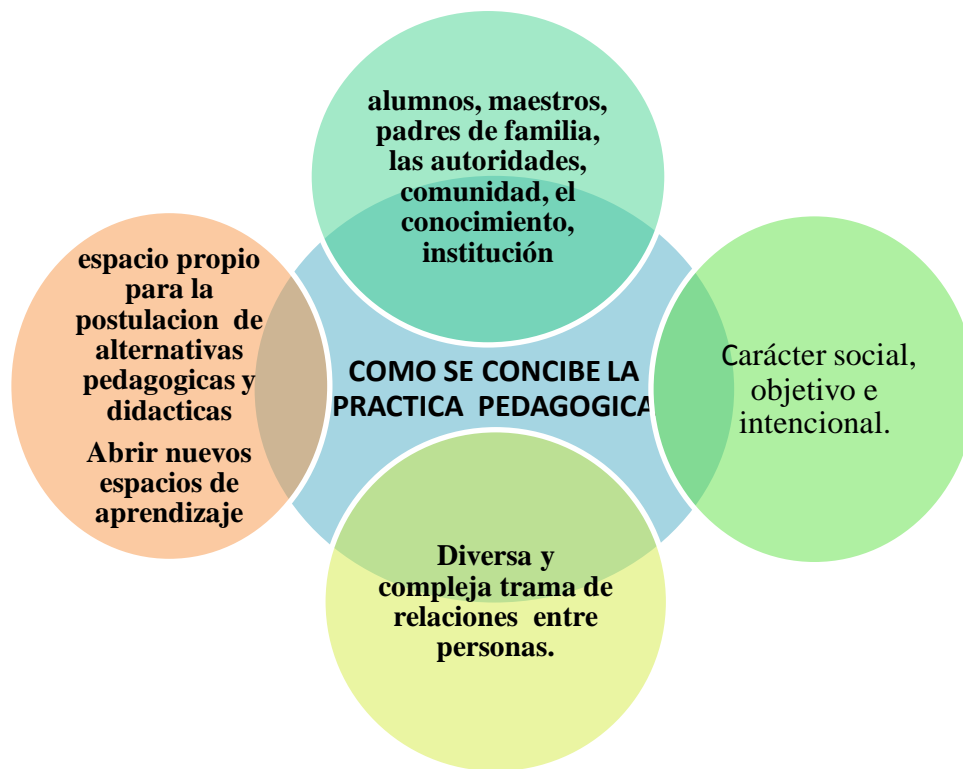 alumnos, maestros,
padres de familia,
las autoridades,
comunidad, el
conocimiento,
institución
espacio propio
para la
postulacion de
alternativas
pedagogicas y
didacticas
Abrir nuevos
espacios de
aprendizaje
COMO SE CONCIBE LA
PRACTICA PEDAGOGICA
Carácter social,
objetivo e
intencional.
Diversa y
compleja trama de
relaciones entre
personas.